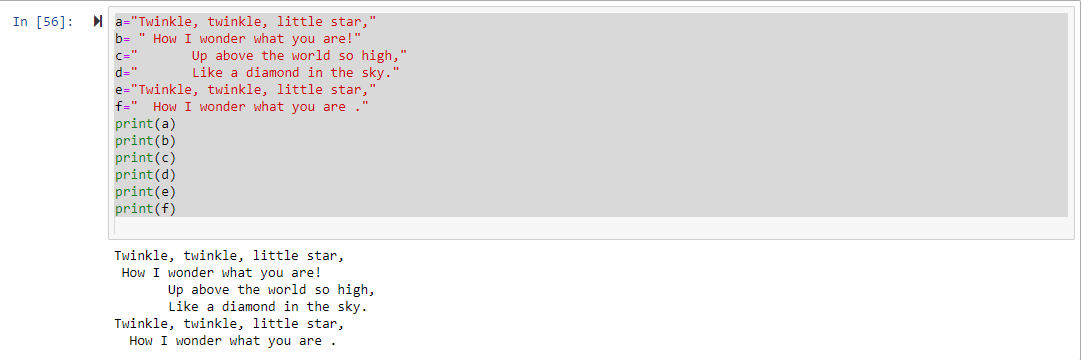 In [56]:
a="Twinkle, twinkle, little star,"
b= " How I wonder what you are!"
c="       Up above the world so high,"
d="       Like a diamond in the sky."
e="Twinkle, twinkle, little star,"
f="  How I wonder what you are ."
print(a)
print(b)
print(c)
print(d)
print(e)
print(f)
Twinkle, twinkle, little star,
 How I wonder what you are!
       Up above the world so high,
       Like a diamond in the sky.
Twinkle, twinkle, little star,
  How I wonder what you are .